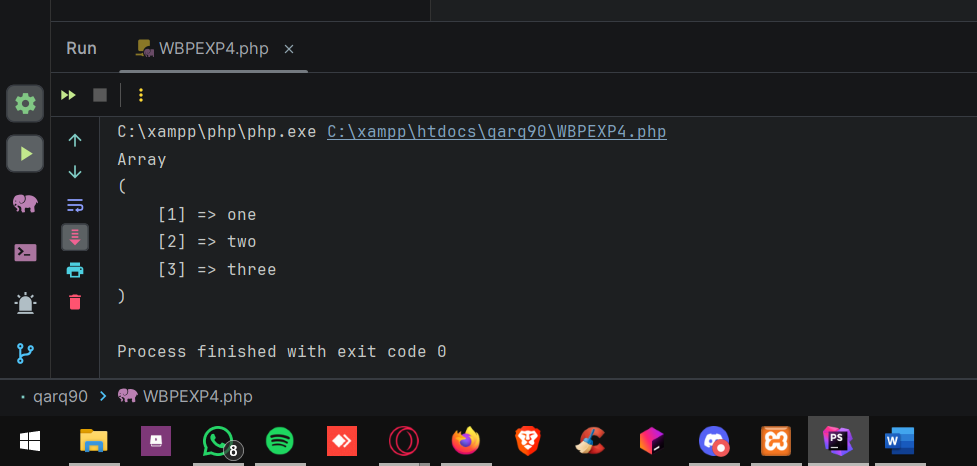 Run WBPEXP4.php ×
C:\xampp\php\php.exe C:\xampp\htdocs\qarq90\WBPEXP4.php
Array
(
    [1] => one
    [2] => two
    [3] => three
)
Process finished with exit code 0
qarq90 > WBPEXP4.php
8 PS W